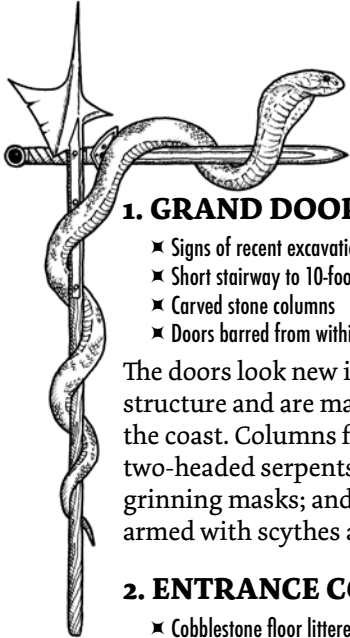 1. GRAND DOOR
✖ Signs of recent excavati
✖ Short stairway to 10-foo
✖ Carved stone columns
✖ Doors barred from withi
The doors look new i
structure and are ma
the coast. Columns f
two-headed serpents
grinning masks; and
armed with scythes a
2. ENTRANCE CO
✖ Cobblestone floor littere